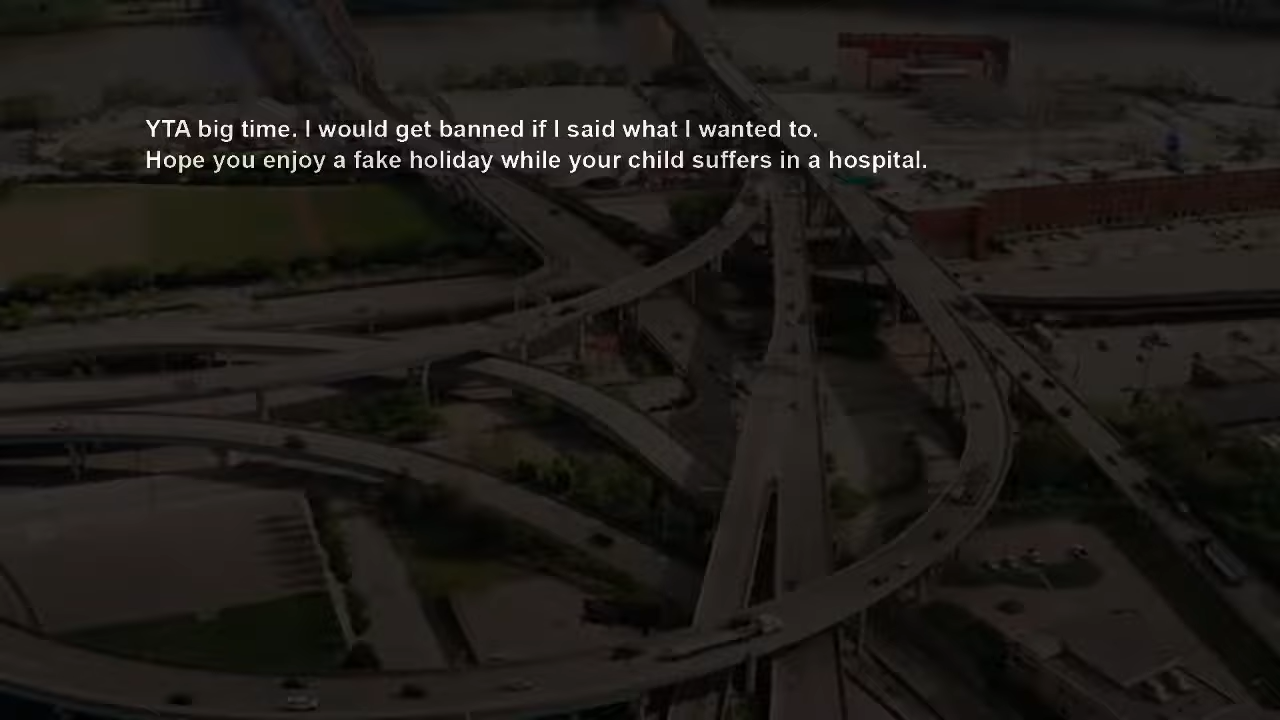 YTA big time. I would get banned if I said what I wanted to.
Hope you enjoy a fake holiday while your child suffers in a hospital.